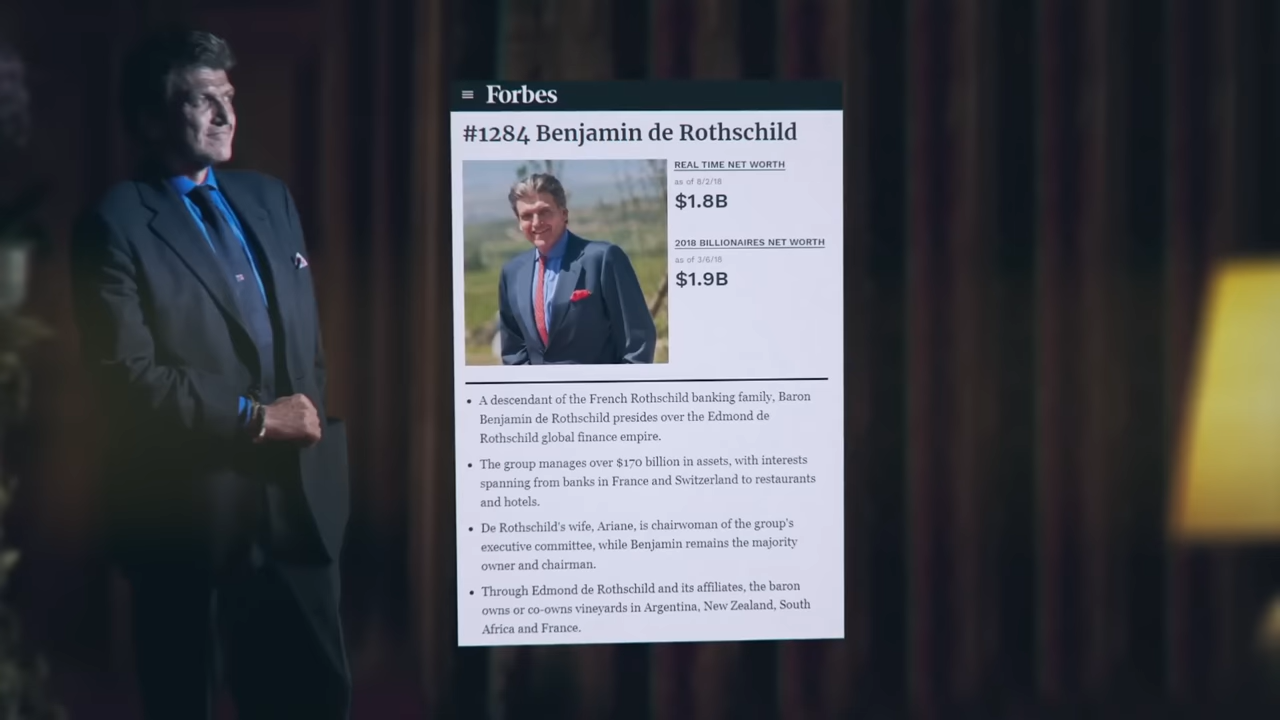 Forbes
#1284 Benjamin de Rothschild
REAL TIME NET WORTH
as of 8/2/18
$1.8B
2018 BILLIONAIRES NET WORTH
as of 3/6/18
$1.9B
• A descendant of the French Rothschild banking family, Baron
Benjamin de Rothschild presides over the Edmond de
Rothschild global finance empire.
• The group manages over $170 billion in assets, with interests
spanning from banks in France and Switzerland to restaurants
and hotels.
• De Rothschild's wife, Ariane, is chairwoman of the group's
executive committee, while Benjamin remains the majority
owner and chairman.
• Through Edmond de Rothschild and its affiliates, the baron
owns or co-owns vineyards in Argentina, New Zealand, South
Africa and France.